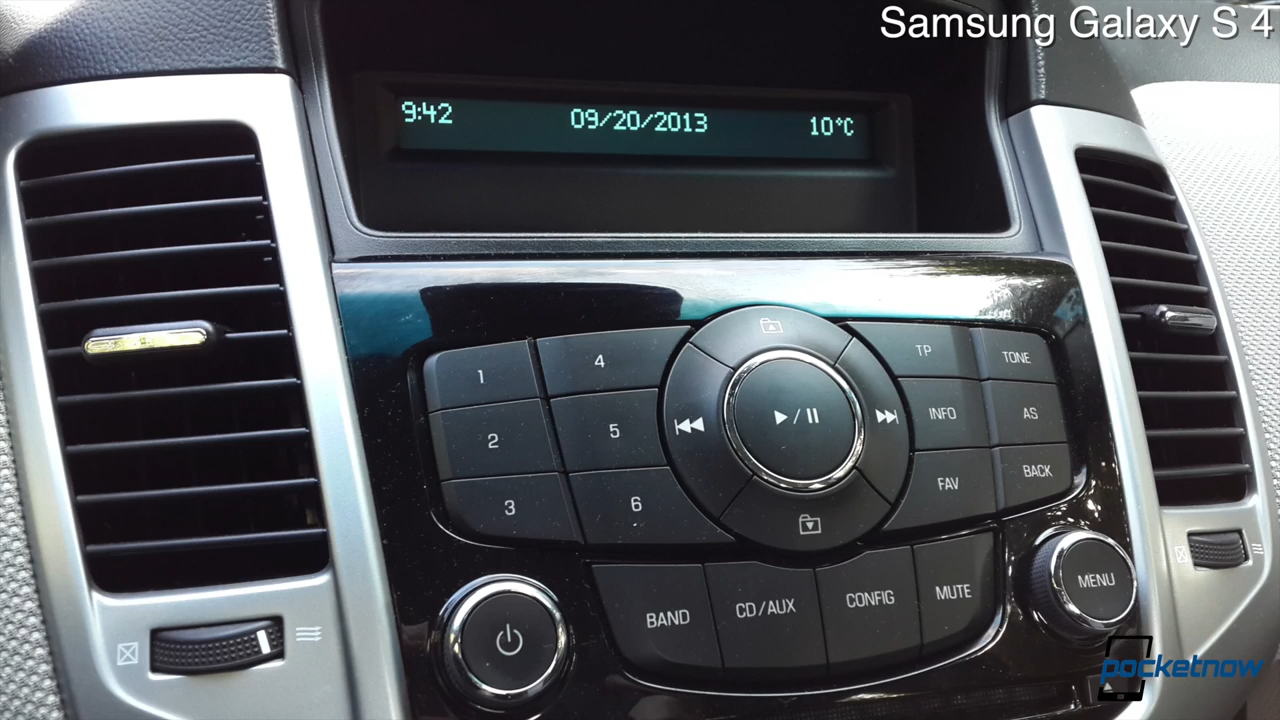 Samsung Galaxy S 4
9:42 09/20/2013 10°C
1 4 TP TONE
2 5 INFO AS
3 6 FAV BACK
BAND CD/AUX CONFIG MUTE MENU
pocketnow